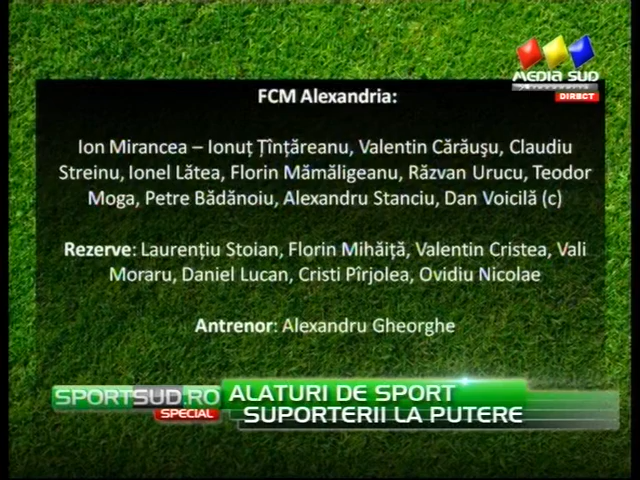 MEDIA SUD
DIRECT
FCM Alexandria:
Ion Mirancea – Ionuț Țînțăreanu, Valentin Cărăuşu, Claudiu
Streinu, Ionel Lătea, Florin Mămăligeanu, Răzvan Urucu, Teodor
Moga, Petre Bădănoiu, Alexandru Stanciu, Dan Voicilă (c)
Rezerve: Laurențiu Stoian, Florin Mihăiță, Valentin Cristea, Vali
Moraru, Daniel Lucan, Cristi Pîrjolea, Ovidiu Nicolae
Antrenor: Alexandru Gheorghe
SPORTSUD.RO
SPECIAL
ALATURI DE SPORT
SUPORTERII LA PUTERE